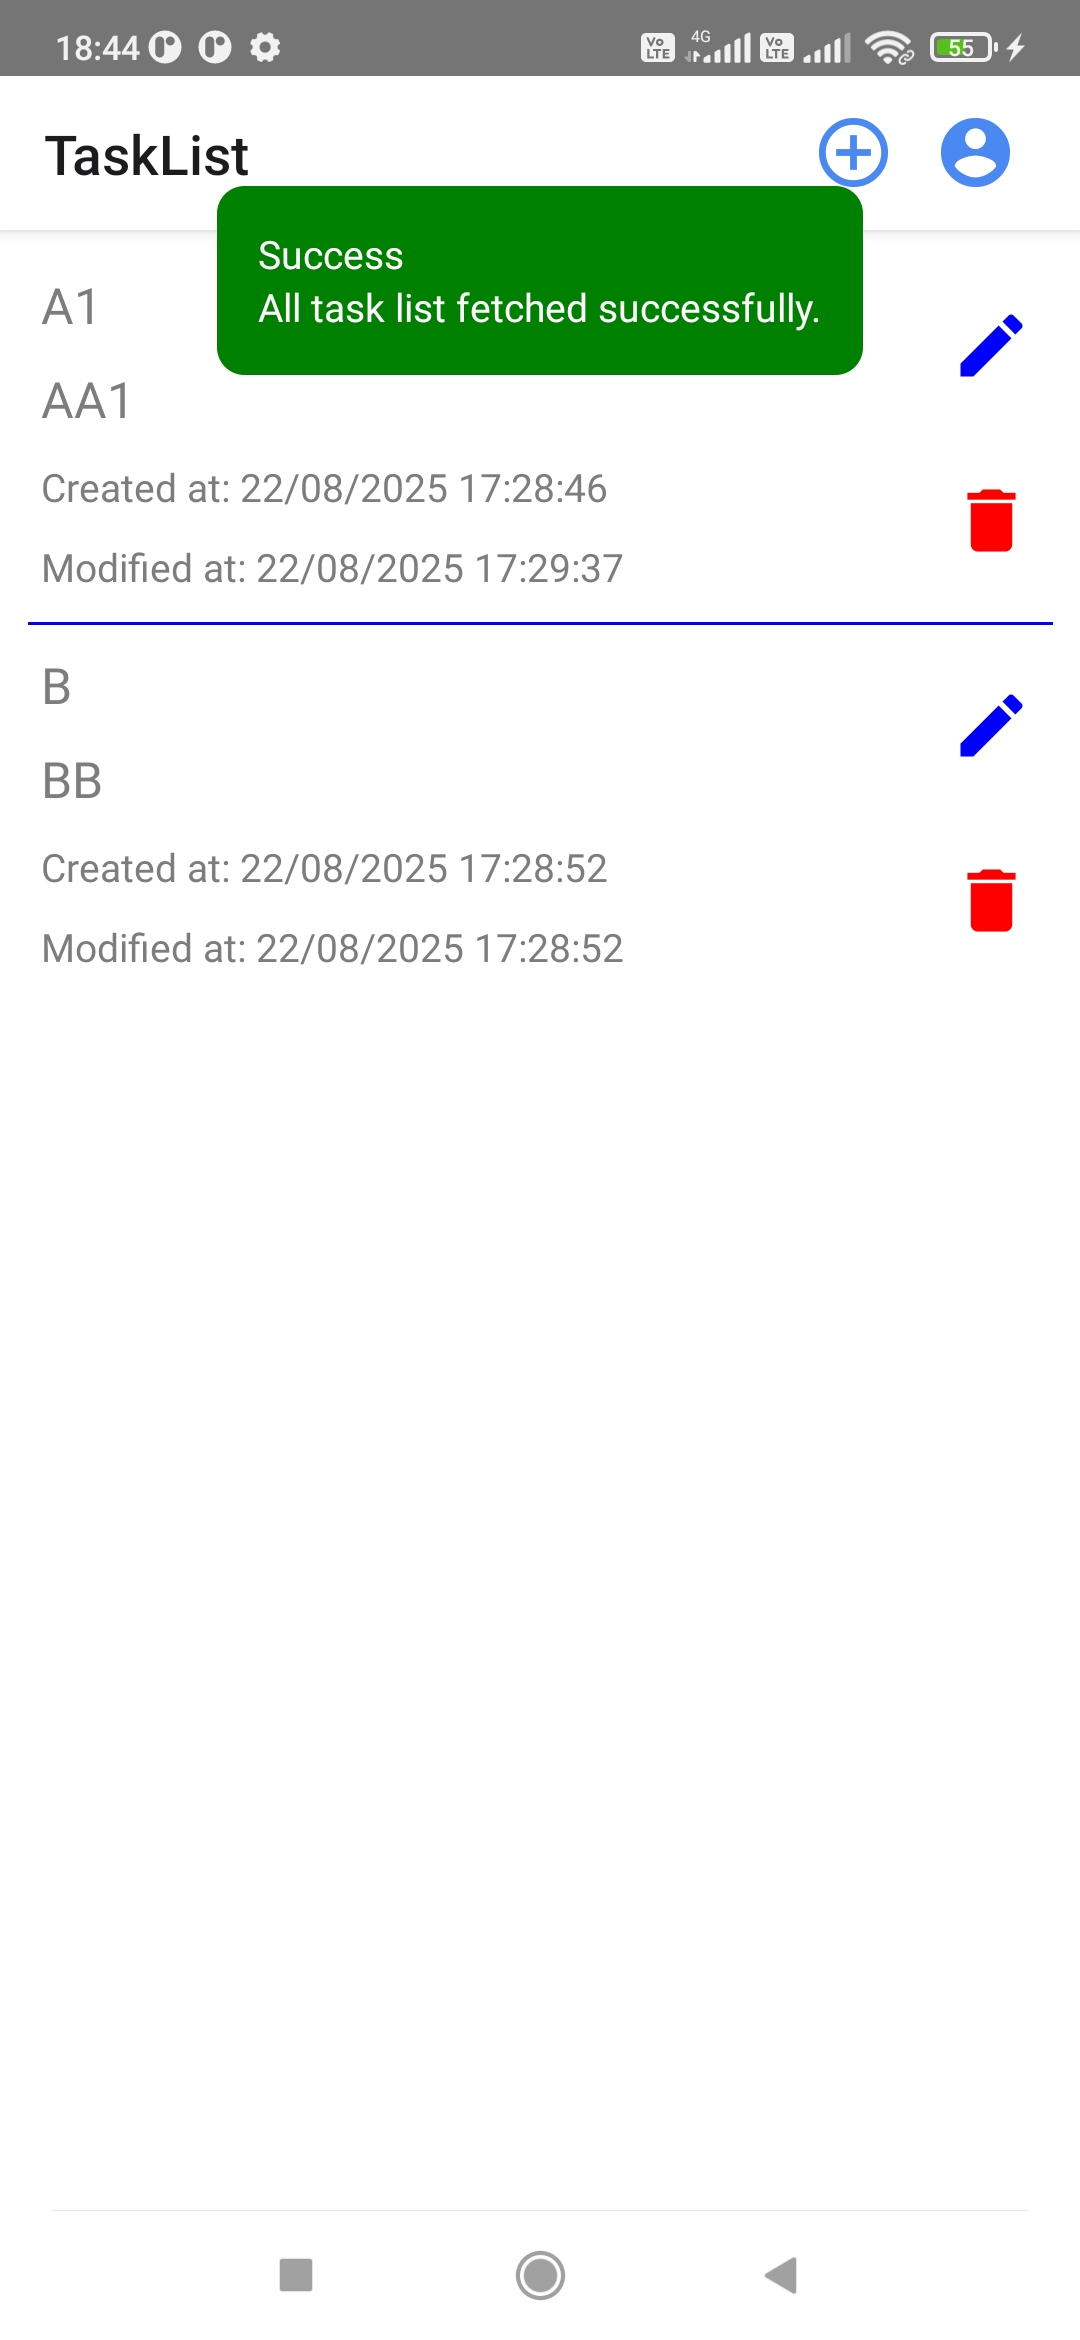 18:44
Vo LTE 4G Vo LTE 55
TaskList
Success
All task list fetched successfully.
A1
AA1
Created at: 22/08/2025 17:28:46
Modified at: 22/08/2025 17:29:37
B
BB
Created at: 22/08/2025 17:28:52
Modified at: 22/08/2025 17:28:52